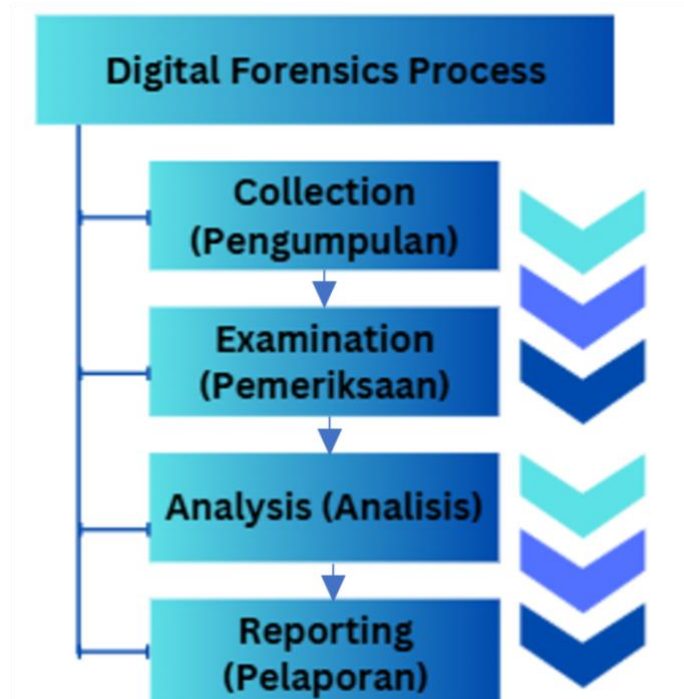 Digital Forensics Process
Collection
(Pengumpulan)
Examination
(Pemeriksaan)
Analysis (Analisis)
Reporting
(Pelaporan)